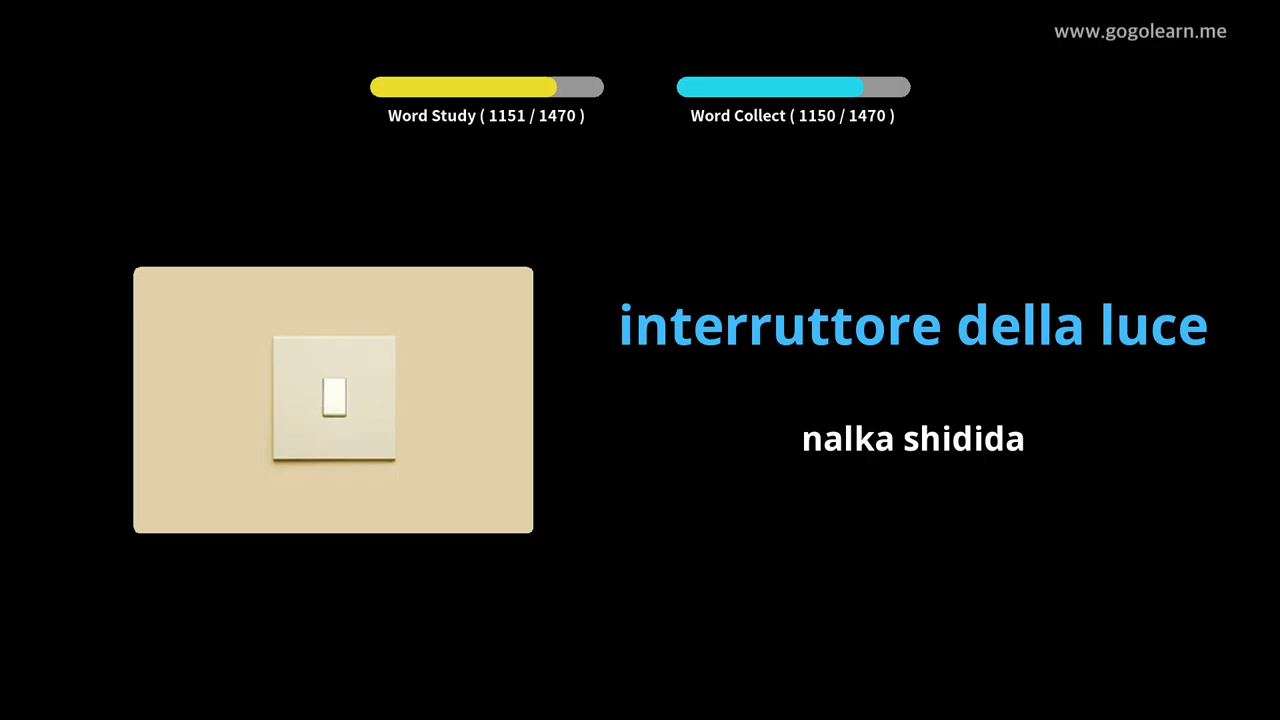 www.gogolearn.me
Word Study ( 1151 / 1470 )
Word Collect ( 1150 / 1470 )
interruttore della luce
nalka shidida